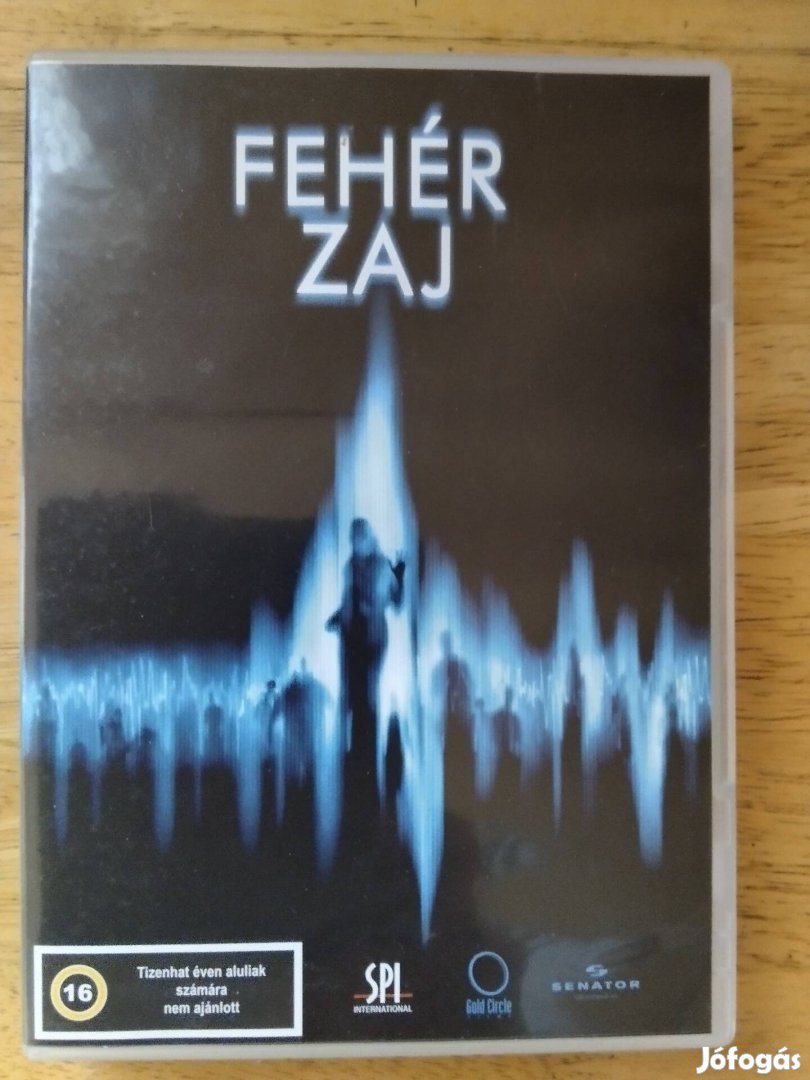 FEHÉR
ZAJ
16
Tizenhat éven aluliak
számára
nem ajánlott
SPI
INTERNATIONAL
Gold Circle
SENATOR
Jófogás